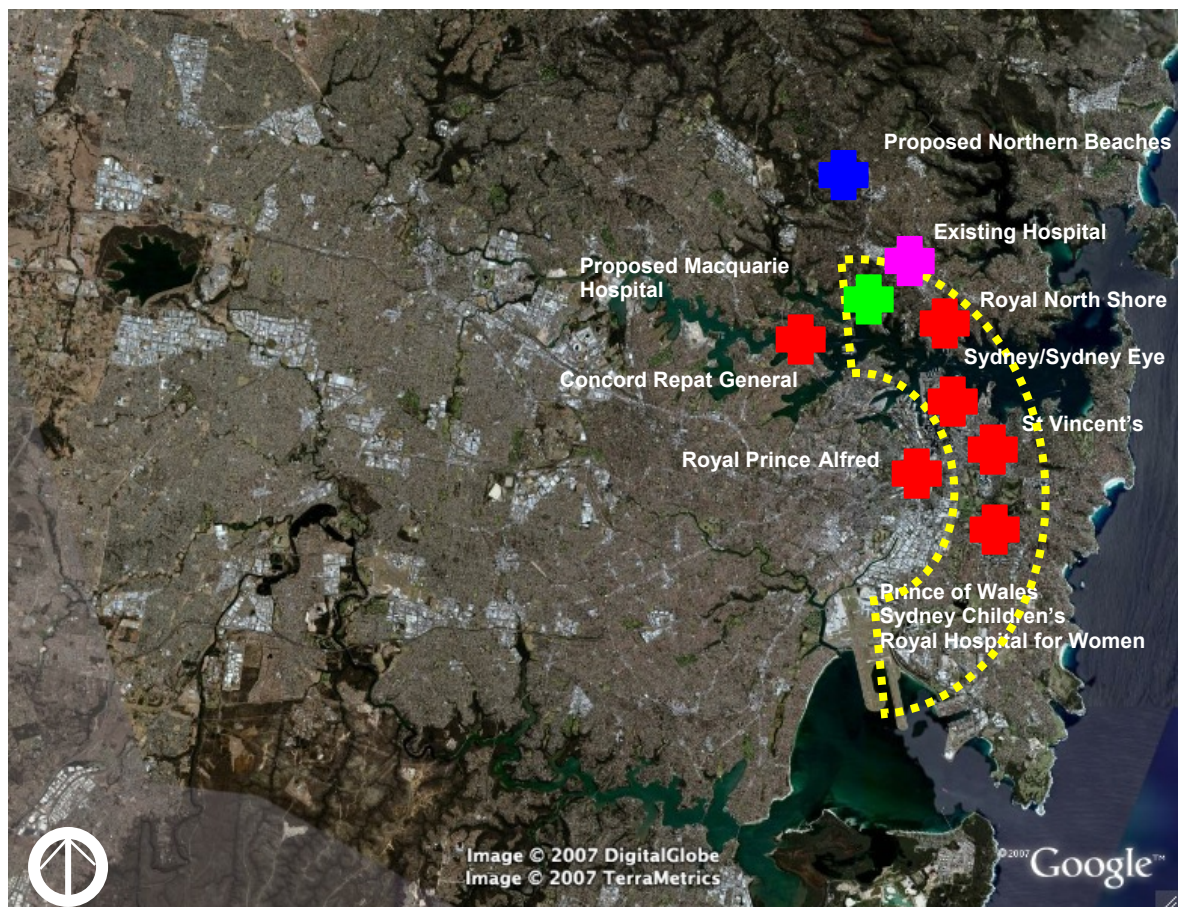 Proposed Northern Beaches
Existing Hospital
Proposed Macquarie
Hospital
Royal North Shore
Sydney/Sydney Eye
Concord Repat General
St Vincent's
Royal Prince Alfred
Prince of Wales
Sydney Children's
Royal Hospital for Women
Image © 2007 DigitalGlobe
Image © 2007 TerraMetrics
©2007 Google™